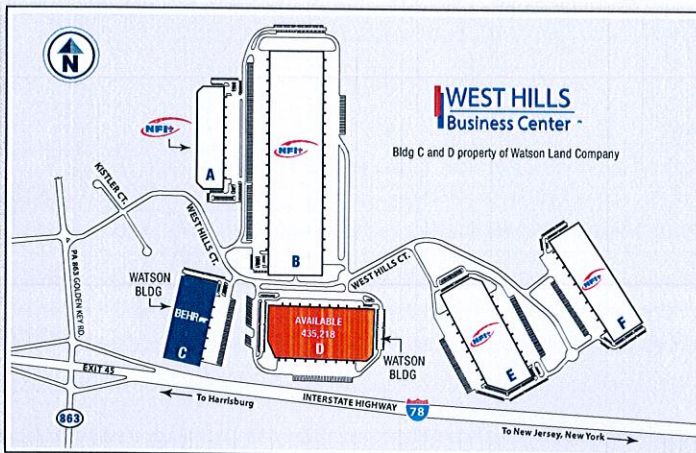 N
WEST HILLS
Business Center
Bldg C and D property of Watson Land Company
NFI
A
NFI
B
KISTLER CT.
WEST HILLS CT.
WEST HILLS CT.
PA 863 GOLDEN KEY RD
WATSON
BLDG
BEHR
C
AVAILABLE
435,218
D
WATSON
BLDG
NFI
E
NFI
F
EXIT 45
To Harrisburg
INTERSTATE HIGHWAY
78
863
To New Jersey, New York